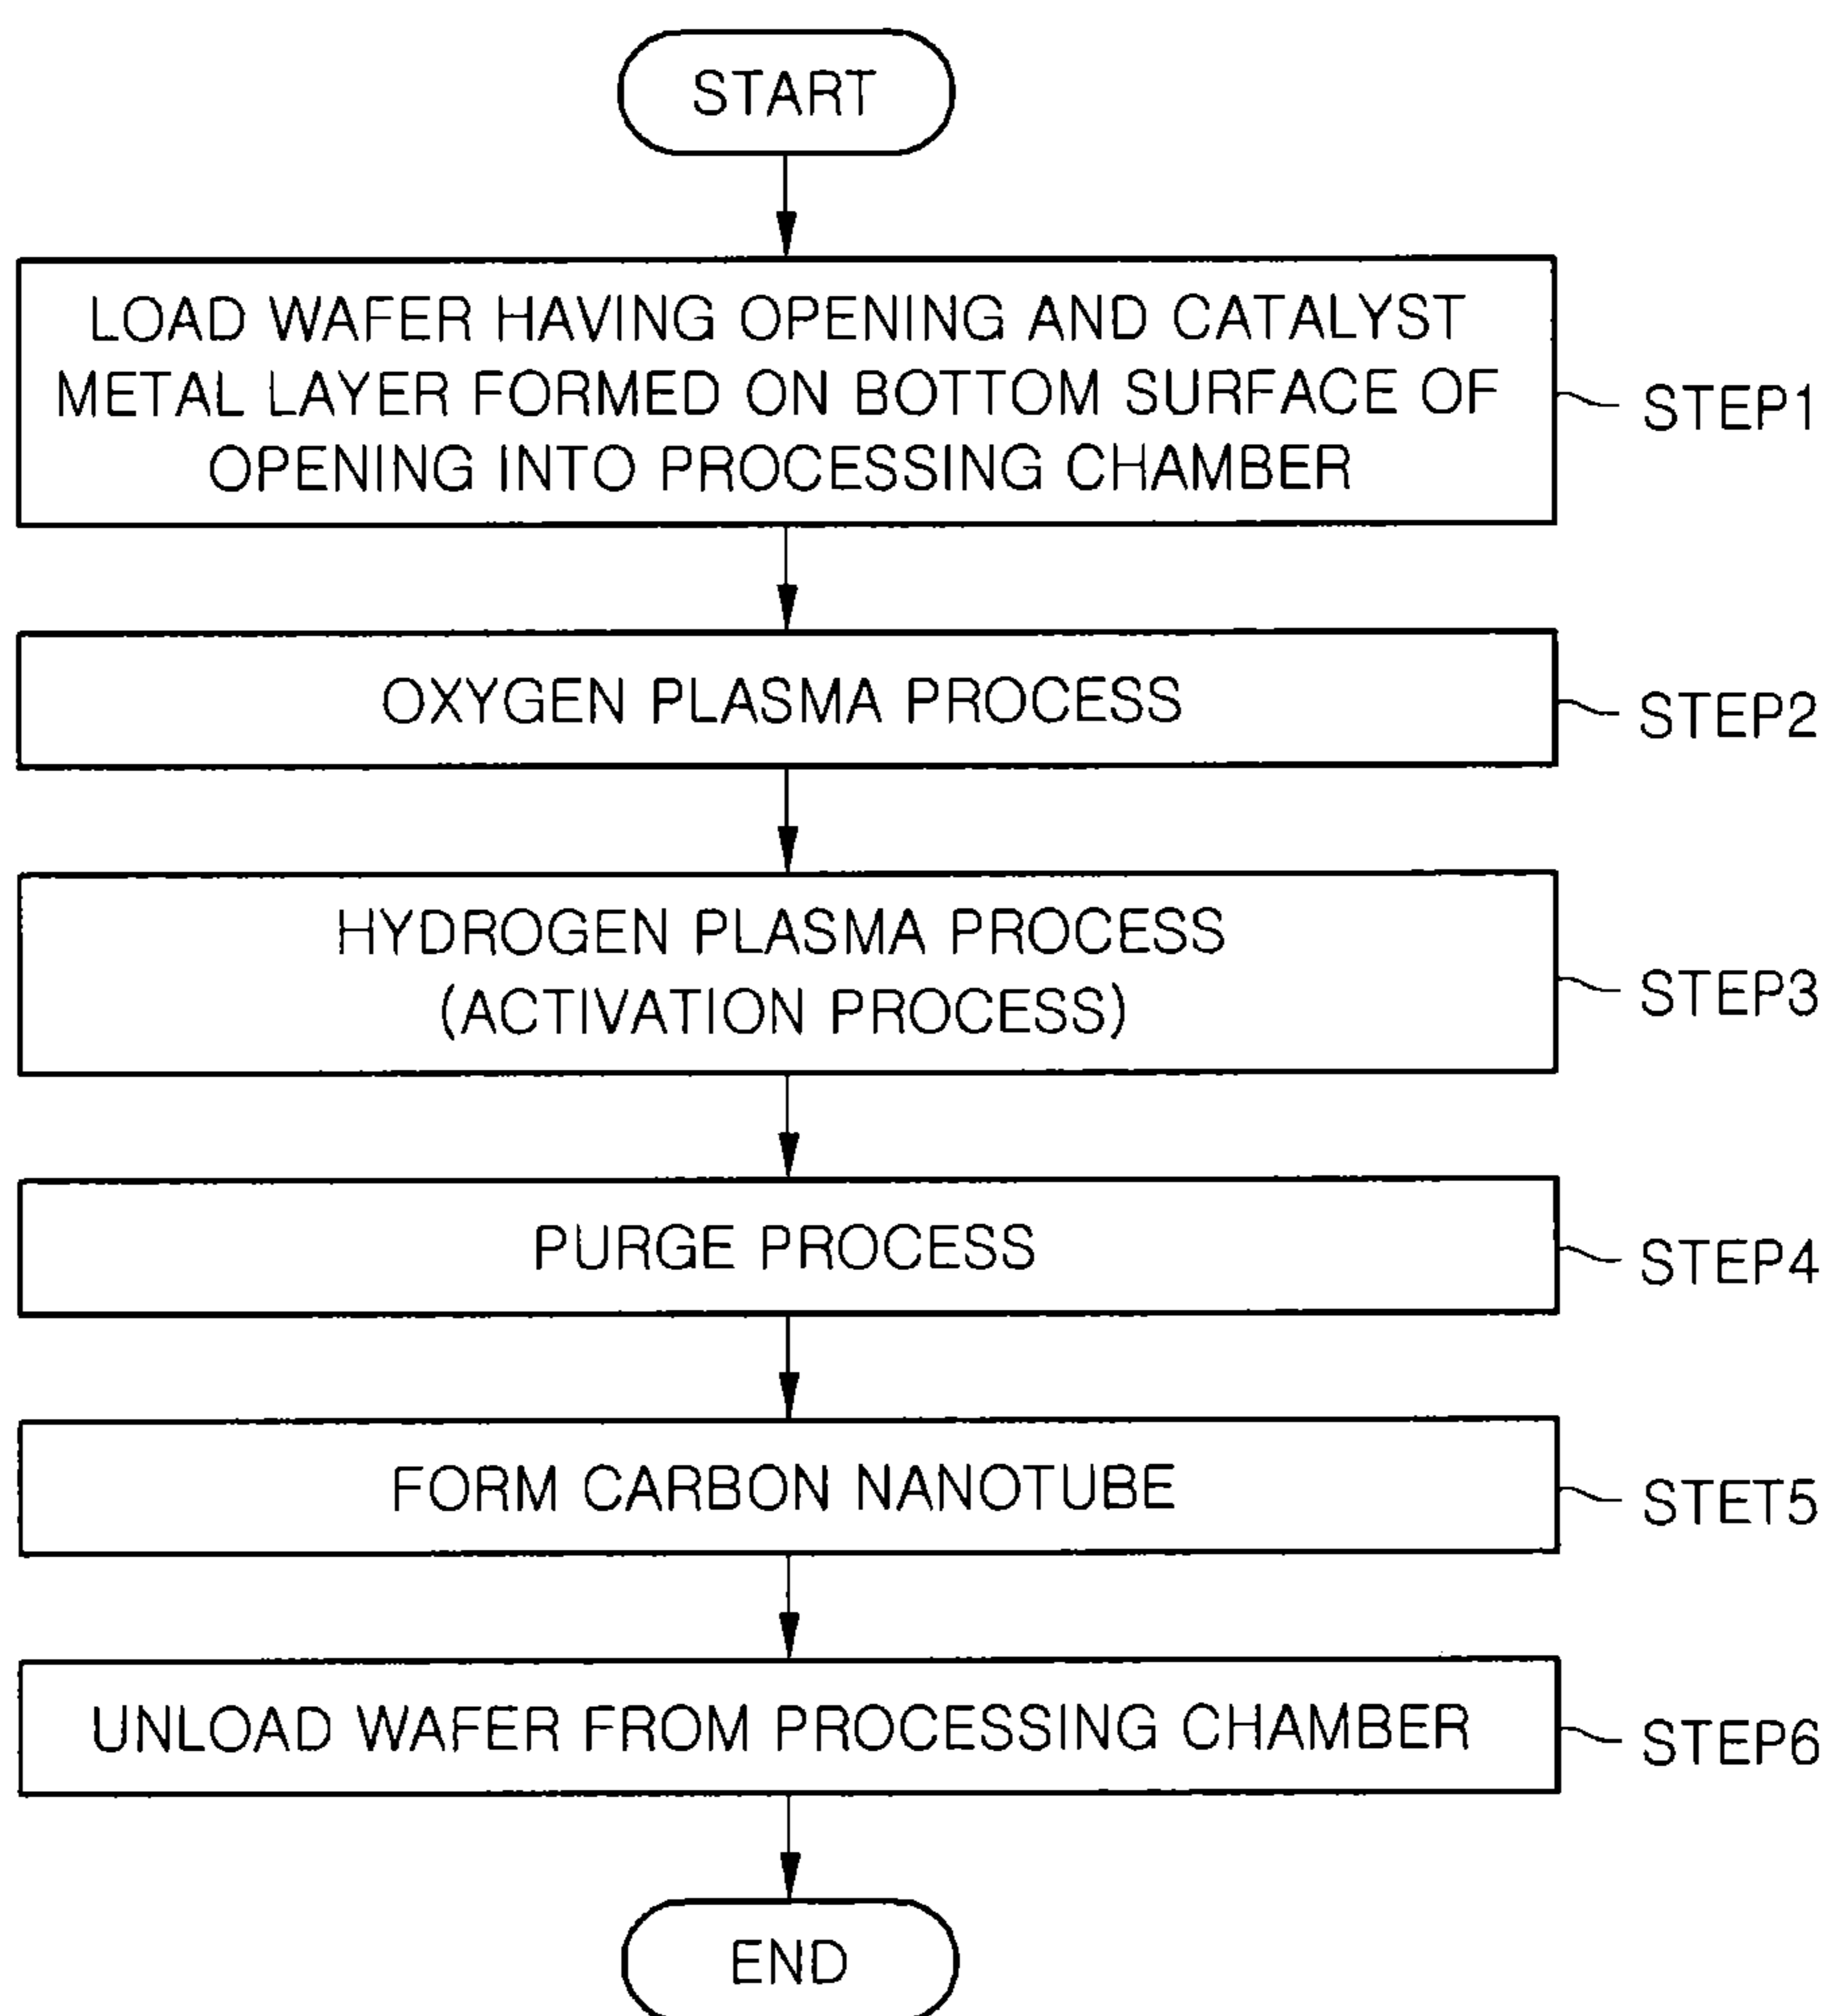 START
LOAD WAFER HAVING OPENING AND CATALYST
METAL LAYER FORMED ON BOTTOM SURFACE OF
OPENING INTO PROCESSING CHAMBER
STEP1
OXYGEN PLASMA PROCESS
STEP2
HYDROGEN PLASMA PROCESS
(ACTIVATION PROCESS)
STEP3
PURGE PROCESS
STEP4
FORM CARBON NANOTUBE
STET5
UNLOAD WAFER FROM PROCESSING CHAMBER
STEP6
END